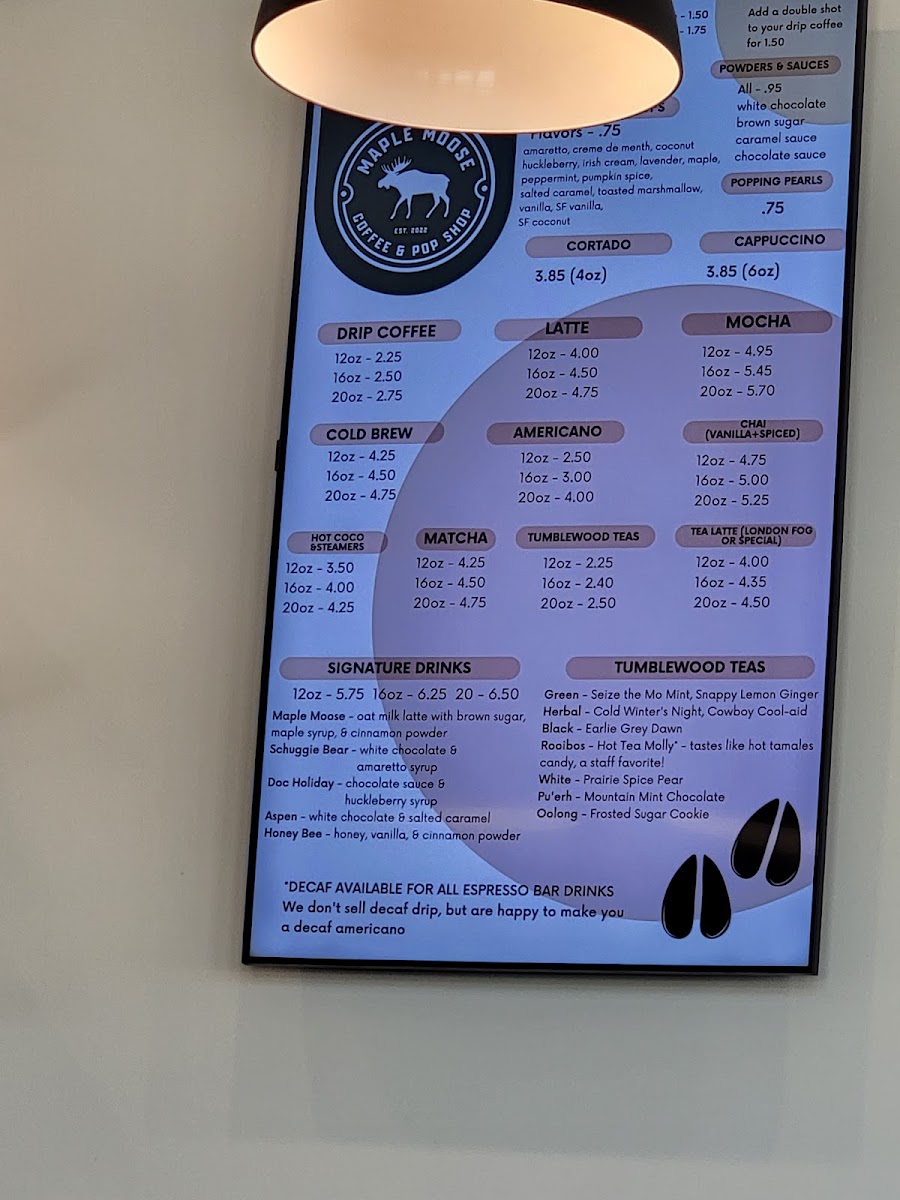 - 1.50
- 1.75
Add a double shot
to your drip coffee
for 1.50
POWDERS & SAUCES
All - .95
white chocolate
brown sugar
caramel sauce
chocolate sauce
POPPING PEARLS
.75
MAPLE MOOSE
EST. 2022
COFFEE & POP SHOP
Flavors - .75
amaretto, creme de menth, coconut
huckleberry, irish cream, lavender, maple,
peppermint, pumpkin spice,
salted caramel, toasted marshmallow,
vanilla, SF vanilla,
SF coconut
CORTADO
3.85 (4oz)
CAPPUCCINO
3.85 (6oz)
DRIP COFFEE
12oz - 2.25
16oz - 2.50
20oz - 2.75
LATTE
12oz - 4.00
16oz - 4.50
20oz - 4.75
MOCHA
12oz - 4.95
16oz - 5.45
20oz - 5.70
COLD BREW
12oz - 4.25
16oz - 4.50
20oz - 4.75
AMERICANO
12oz - 2.50
16oz - 3.00
20oz - 4.00
CHAI
(VANILLA+SPICED)
12oz - 4.75
16oz - 5.00
20oz - 5.25
HOT COCO
&STEAMERS
12oz - 3.50
16oz - 4.00
20oz - 4.25
MATCHA
12oz - 4.25
16oz - 4.50
20oz - 4.75
TUMBLEWOOD TEAS
12oz - 2.25
16oz - 2.40
20oz - 2.50
TEA LATTE (LONDON FOG
OR SPECIAL)
12oz - 4.00
16oz - 4.35
20oz - 4.50
SIGNATURE DRINKS
12oz - 5.75 16oz - 6.25 20 - 6.50
Maple Moose - oat milk latte with brown sugar,
maple syrup, & cinnamon powder
Schuggie Bear - white chocolate &
amaretto syrup
Doc Holiday - chocolate sauce &
huckleberry syrup
Aspen - white chocolate & salted caramel
Honey Bee - honey, vanilla, & cinnamon powder
TUMBLEWOOD TEAS
Green - Seize the Mo Mint, Snappy Lemon Ginger
Herbal - Cold Winter's Night, Cowboy Cool-aid
Black - Earlie Grey Dawn
Rooibos - Hot Tea Molly* - tastes like hot tamales
candy, a staff favorite!
White - Prairie Spice Pear
Pu'erh - Mountain Mint Chocolate
Oolong - Frosted Sugar Cookie
*DECAF AVAILABLE FOR ALL ESPRESSO BAR DRINKS
We don't sell decaf drip, but are happy to make you
a decaf americano